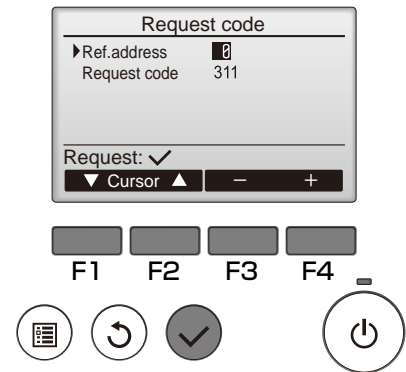 Request code
Ref.address 0
Request code 311
Request: ✓
▼ Cursor ▲ − +
F1 F2 F3 F4